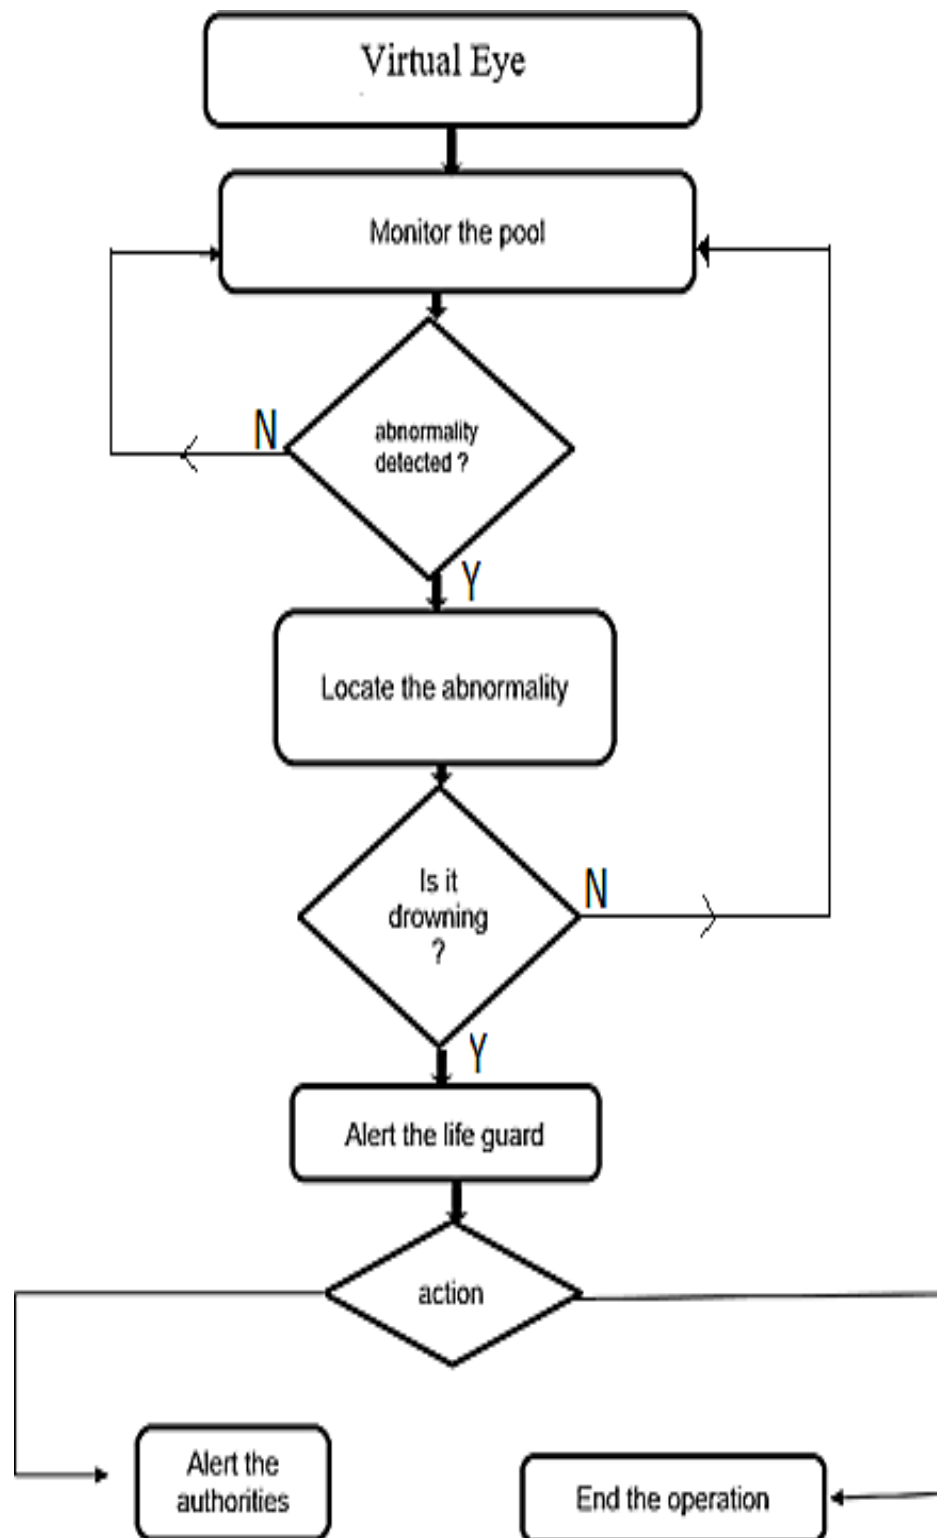 Virtual Eye
Monitor the pool
N
abnormality
detected ?
Y
Locate the abnormality
Is it
drowning
?
N
Y
Alert the life guard
action
Alert the
authorities
End the operation